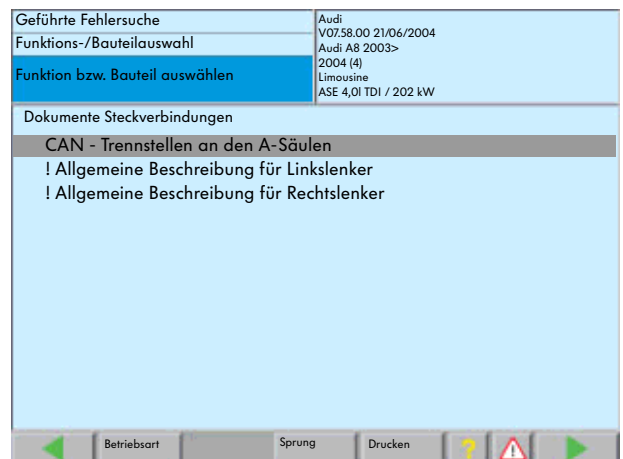 Geführte Fehlersuche
Funktions-/Bauteilauswahl
Funktion bzw. Bauteil auswählen
Audi
V07.58.00 21/06/2004
Audi A8 2003>
2004 (4)
Limousine
ASE 4,0l TDI / 202 kW
Dokumente Steckverbindungen
CAN - Trennstellen an den A-Säulen
! Allgemeine Beschreibung für Linkslenker
! Allgemeine Beschreibung für Rechtslenker
Betriebsart Sprung Drucken ?